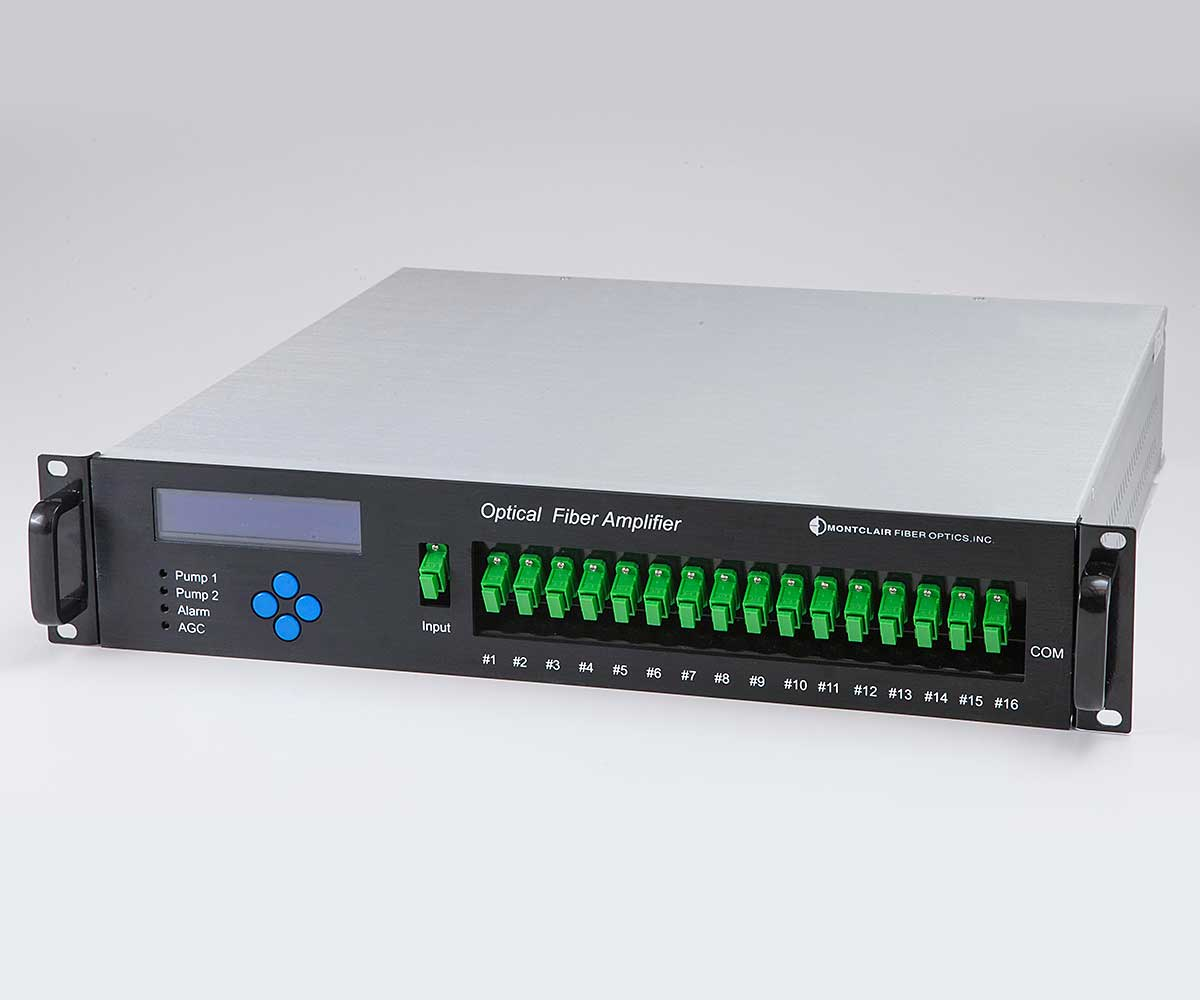 Optical Fiber Amplifier
MONTCLAIR FIBER OPTICS,INC.
Pump 1
Pump 2
Alarm
AGC
Input
COM
#1 #2 #3 #4 #5 #6 #7 #8 #9 #10 #11 #12 #13 #14 #15 #16